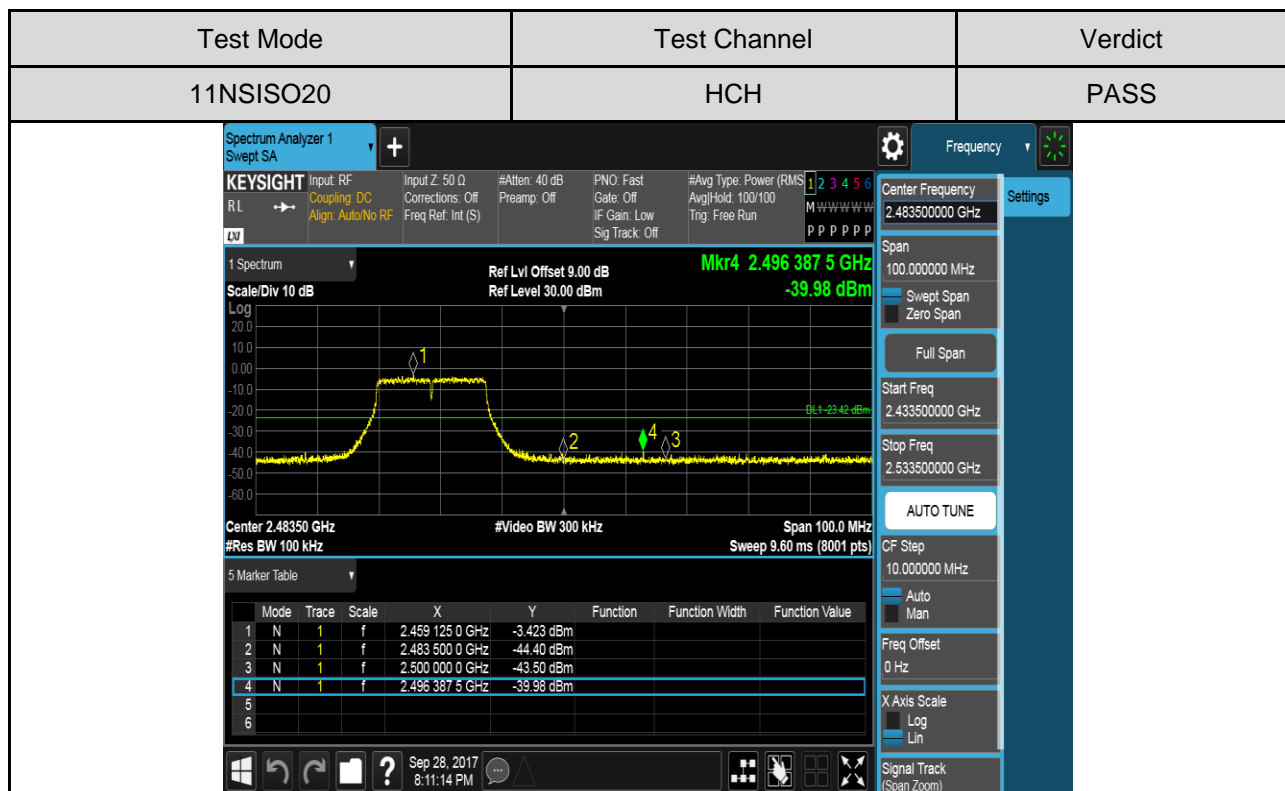 Test Mode Test Channel Verdict
11NSISO20 HCH PASS
Spectrum Analyzer 1
Swept SA
+
Frequency
KEYSIGHT Input: RF Input Z: 50 Ω #Atten: 40 dB PNO: Fast #Avg Type: Power (RMS 1 2 3 4 5 6
RL Coupling: DC Corrections: Off Preamp: Off Gate: Off Avg|Hold: 100/100 M W W W W W
Align: Auto/No RF Freq Ref: Int (S) IF Gain: Low Trig: Free Run
LXI Sig Track: Off P P P P P P
1 Spectrum
Ref Lvl Offset 9.00 dB
Mkr4 2.496 387 5 GHz
Scale/Div 10 dB Ref Level 30.00 dBm -39.98 dBm
Log
20.0
10.0
0.00
-10.0
-20.0
-30.0
-40.0
-50.0
-60.0
1
2
4
3
DL1 -23.42 dBm
Center 2.48350 GHz #Video BW 300 kHz Span 100.0 MHz
#Res BW 100 kHz Sweep 9.60 ms (8001 pts)
5 Marker Table
Mode Trace Scale X Y Function Function Width Function Value
1 N 1 f 2.459 125 0 GHz -3.423 dBm
2 N 1 f 2.483 500 0 GHz -44.40 dBm
3 N 1 f 2.500 000 0 GHz -43.50 dBm
4 N 1 f 2.496 387 5 GHz -39.98 dBm
5
6
?
Sep 28, 2017
8:11:14 PM
Center Frequency
2.483500000 GHz
Settings
Span
100.000000 MHz
Swept Span
Zero Span
Full Span
Start Freq
2.433500000 GHz
Stop Freq
2.533500000 GHz
AUTO TUNE
CF Step
10.000000 MHz
Auto
Man
Freq Offset
0 Hz
X Axis Scale
Log
Lin
Signal Track
(Span Zoom)